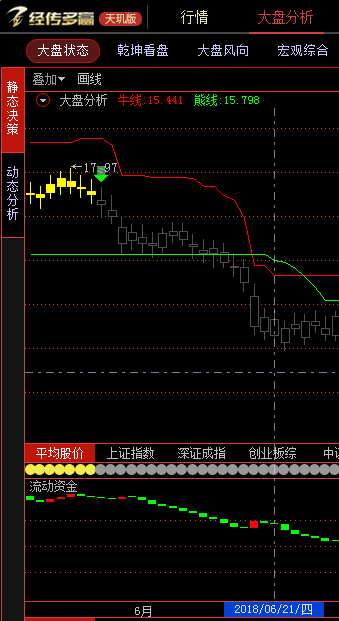 经传多赢 天玑版 行情 大盘分析
大盘状态 乾坤看盘 大盘风向 宏观综合
静态决策
动态分析
叠加 画线
大盘分析 牛线:15.441 熊线:15.798
←17.97
平均股价 上证指数 深证成指 创业板综 中
流动资金
6月 2018/06/21/四